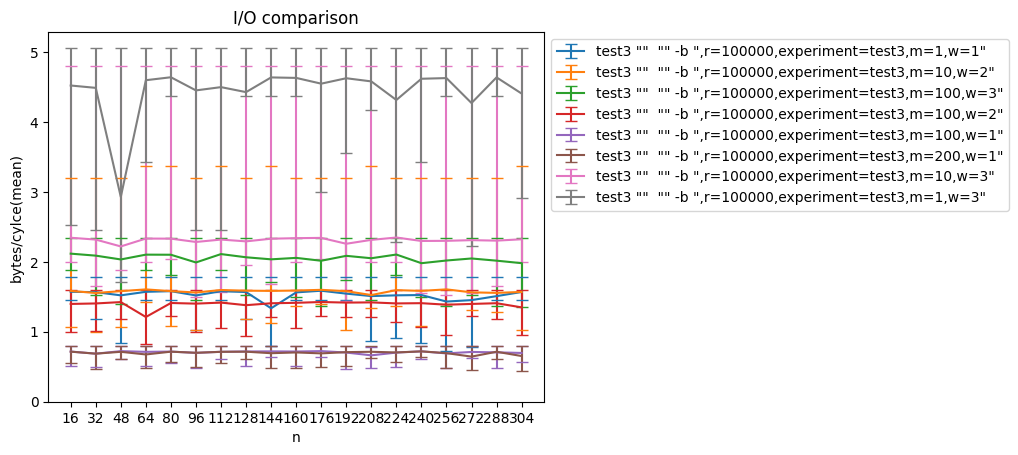 I/O comparison
5
4
3
2
1
0
bytes/cylce(mean)
16 32 48 64 80 96 112 128 144 160 176 192 208 224 240 256 272 288 304
n
test3 ""  "" -b ",r=100000,experiment=test3,m=1,w=1"
test3 ""  "" -b ",r=100000,experiment=test3,m=10,w=2"
test3 ""  "" -b ",r=100000,experiment=test3,m=100,w=3"
test3 ""  "" -b ",r=100000,experiment=test3,m=100,w=2"
test3 ""  "" -b ",r=100000,experiment=test3,m=100,w=1"
test3 ""  "" -b ",r=100000,experiment=test3,m=200,w=1"
test3 ""  "" -b ",r=100000,experiment=test3,m=10,w=3"
test3 ""  "" -b ",r=100000,experiment=test3,m=1,w=3"